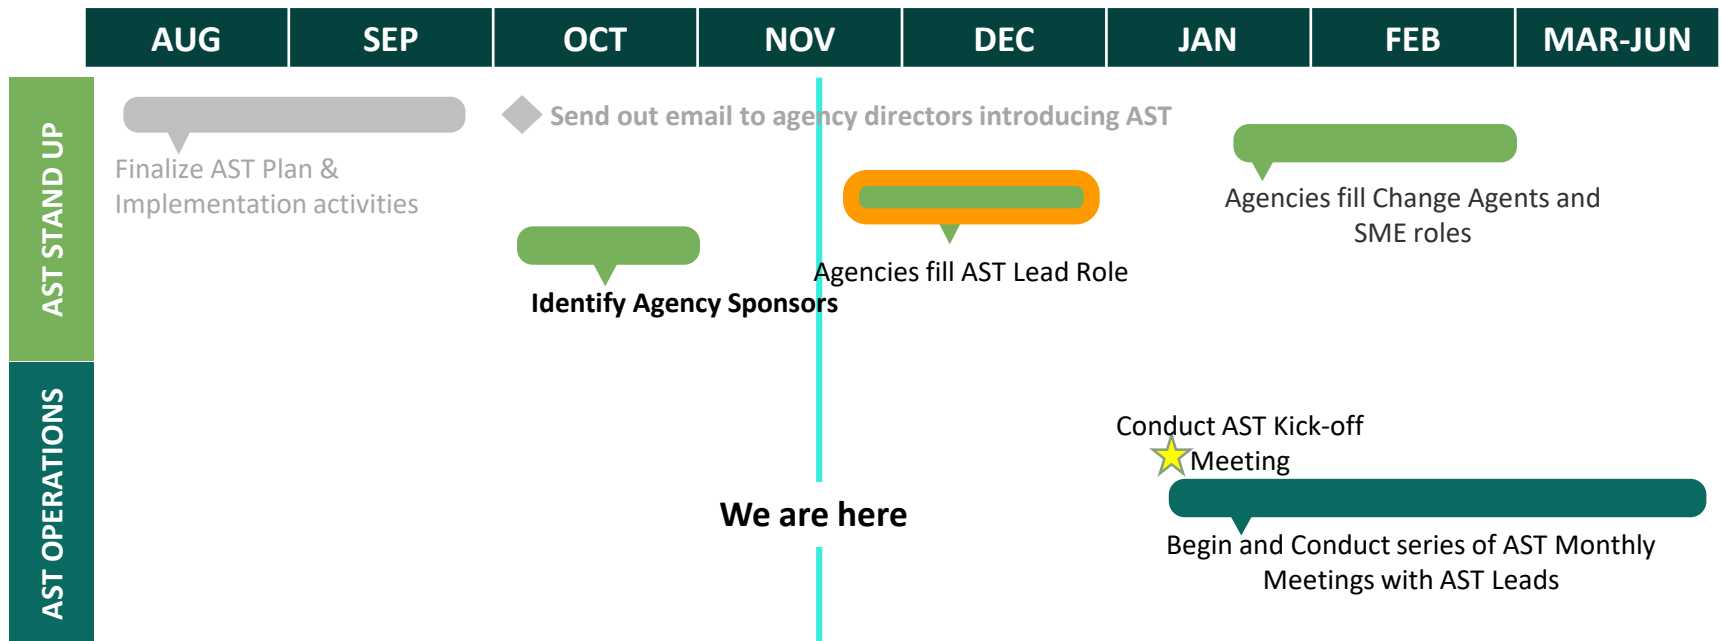 AUG SEP OCT NOV DEC JAN FEB MAR-JUN
AST STAND UP
Send out email to agency directors introducing AST
Finalize AST Plan &
Implementation activities
Agencies fill Change Agents and
SME roles
Agencies fill AST Lead Role
Identify Agency Sponsors
AST OPERATIONS
Conduct AST Kick-off
Meeting
We are here
Begin and Conduct series of AST Monthly
Meetings with AST Leads